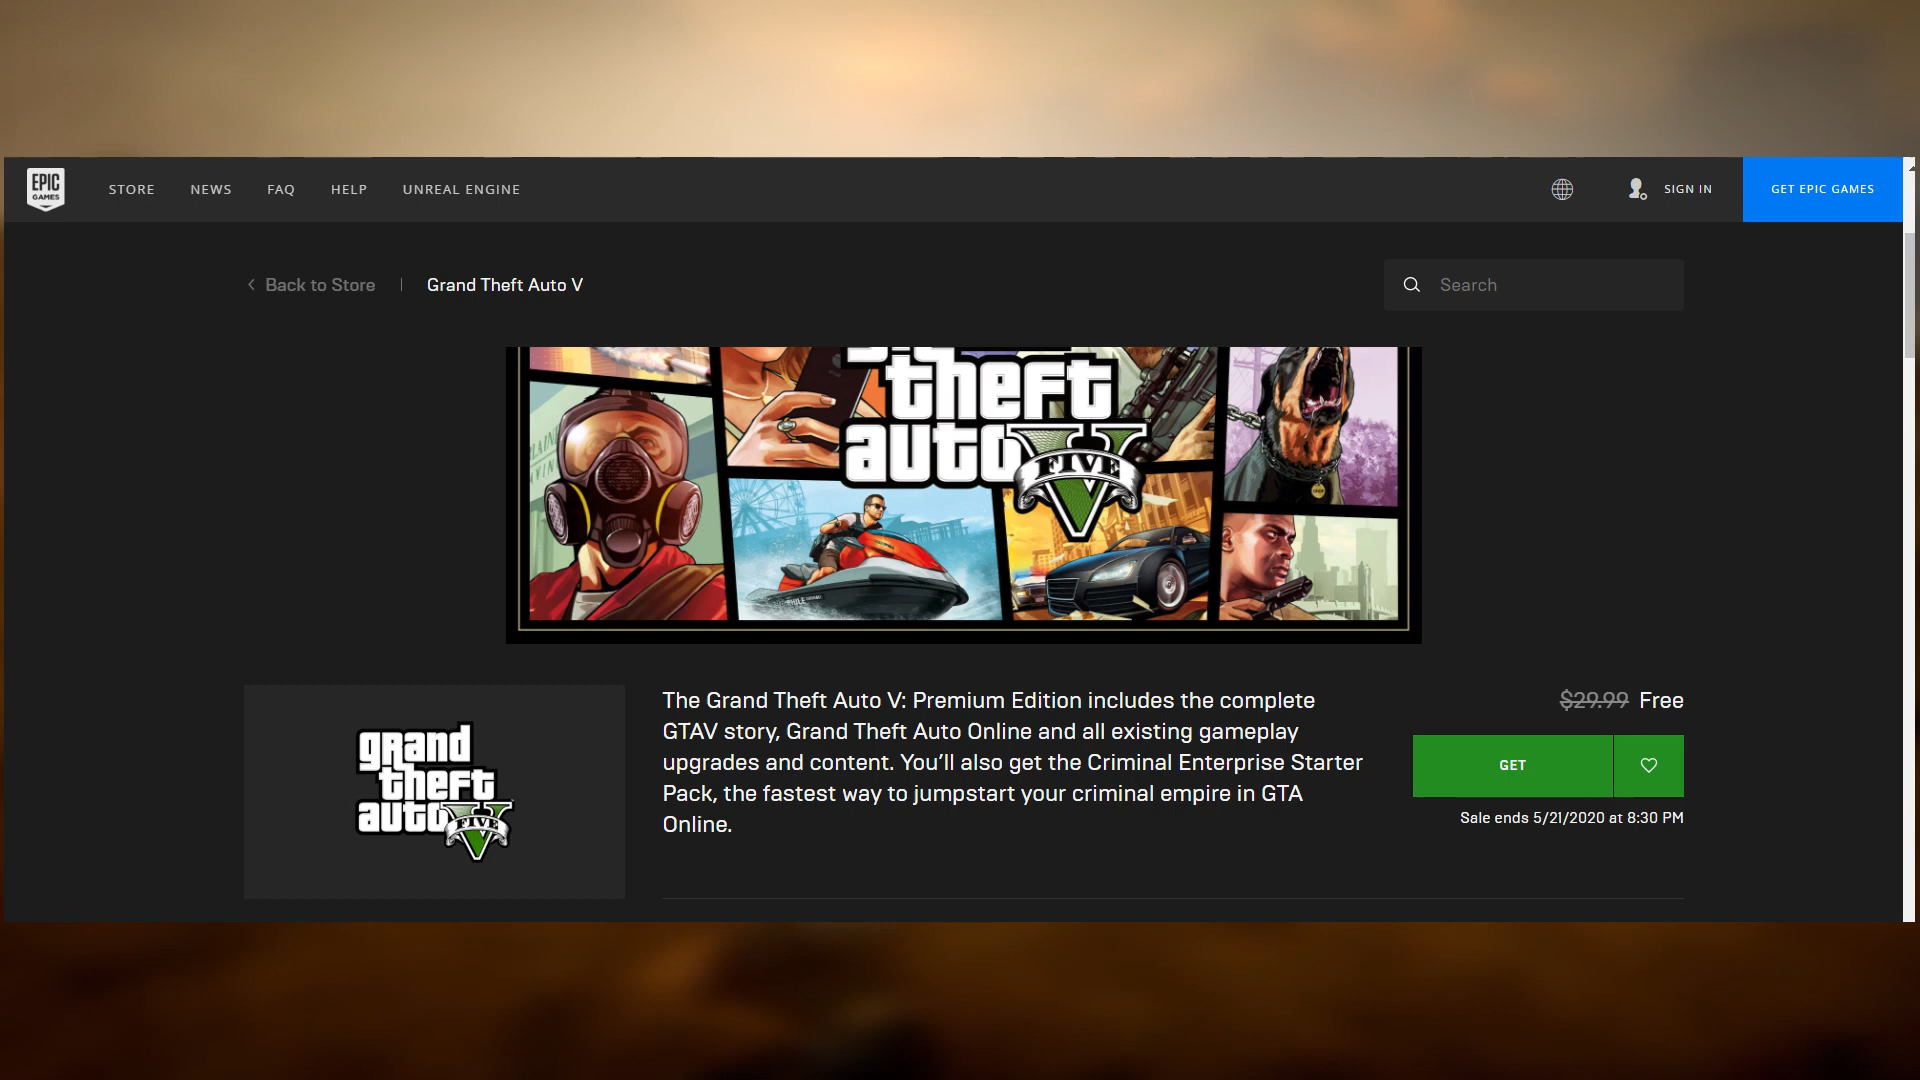 EPIC
GAMES
STORE
NEWS
FAQ
HELP
UNREAL ENGINE
SIGN IN
GET EPIC GAMES
Back to Store
Grand Theft Auto V
Search
theft
auto
FIVE
The Grand Theft Auto V: Premium Edition includes the complete
GTAV story, Grand Theft Auto Online and all existing gameplay
upgrades and content. You’ll also get the Criminal Enterprise Starter
Pack, the fastest way to jumpstart your criminal empire in GTA
Online.
grand
theft
auto
FIVE
$29.99 Free
GET
Sale ends 5/21/2020 at 8:30 PM